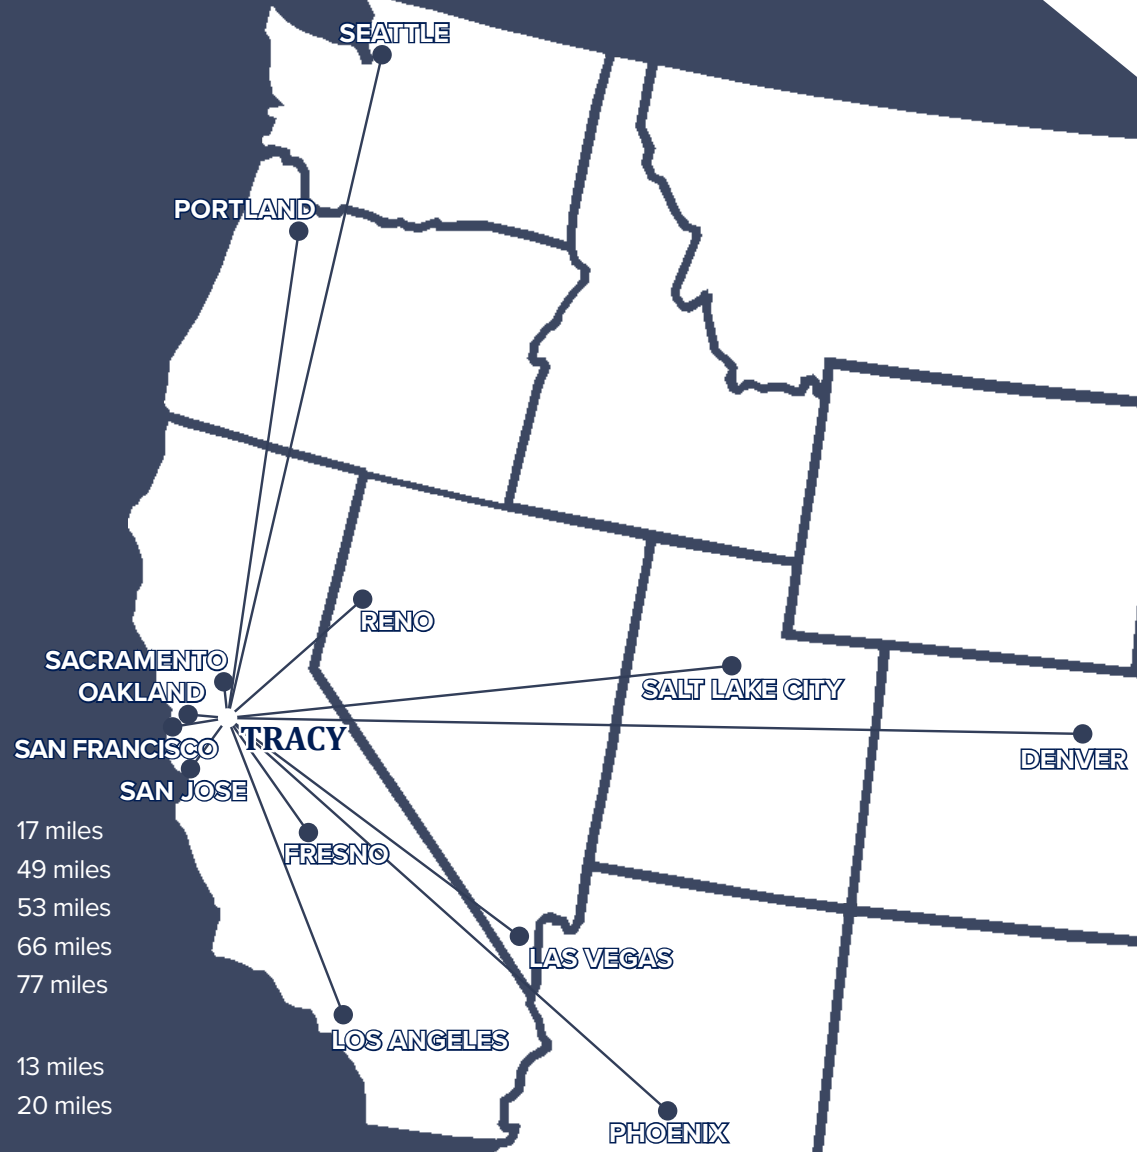 SEATTLE
PORTLAND
RENO
SACRAMENTO
OAKLAND
SALT LAKE CITY
TRACY
SAN FRANCISCO
DENVER
SAN JOSE
17 miles
FRESNO
49 miles
53 miles
66 miles
LAS VEGAS
77 miles
LOS ANGELES
13 miles
20 miles
PHOENIX